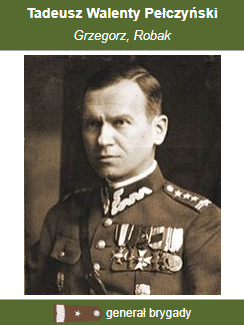 Tadeusz Walenty Pełczyński
Grzegorz, Robak
generał brygady